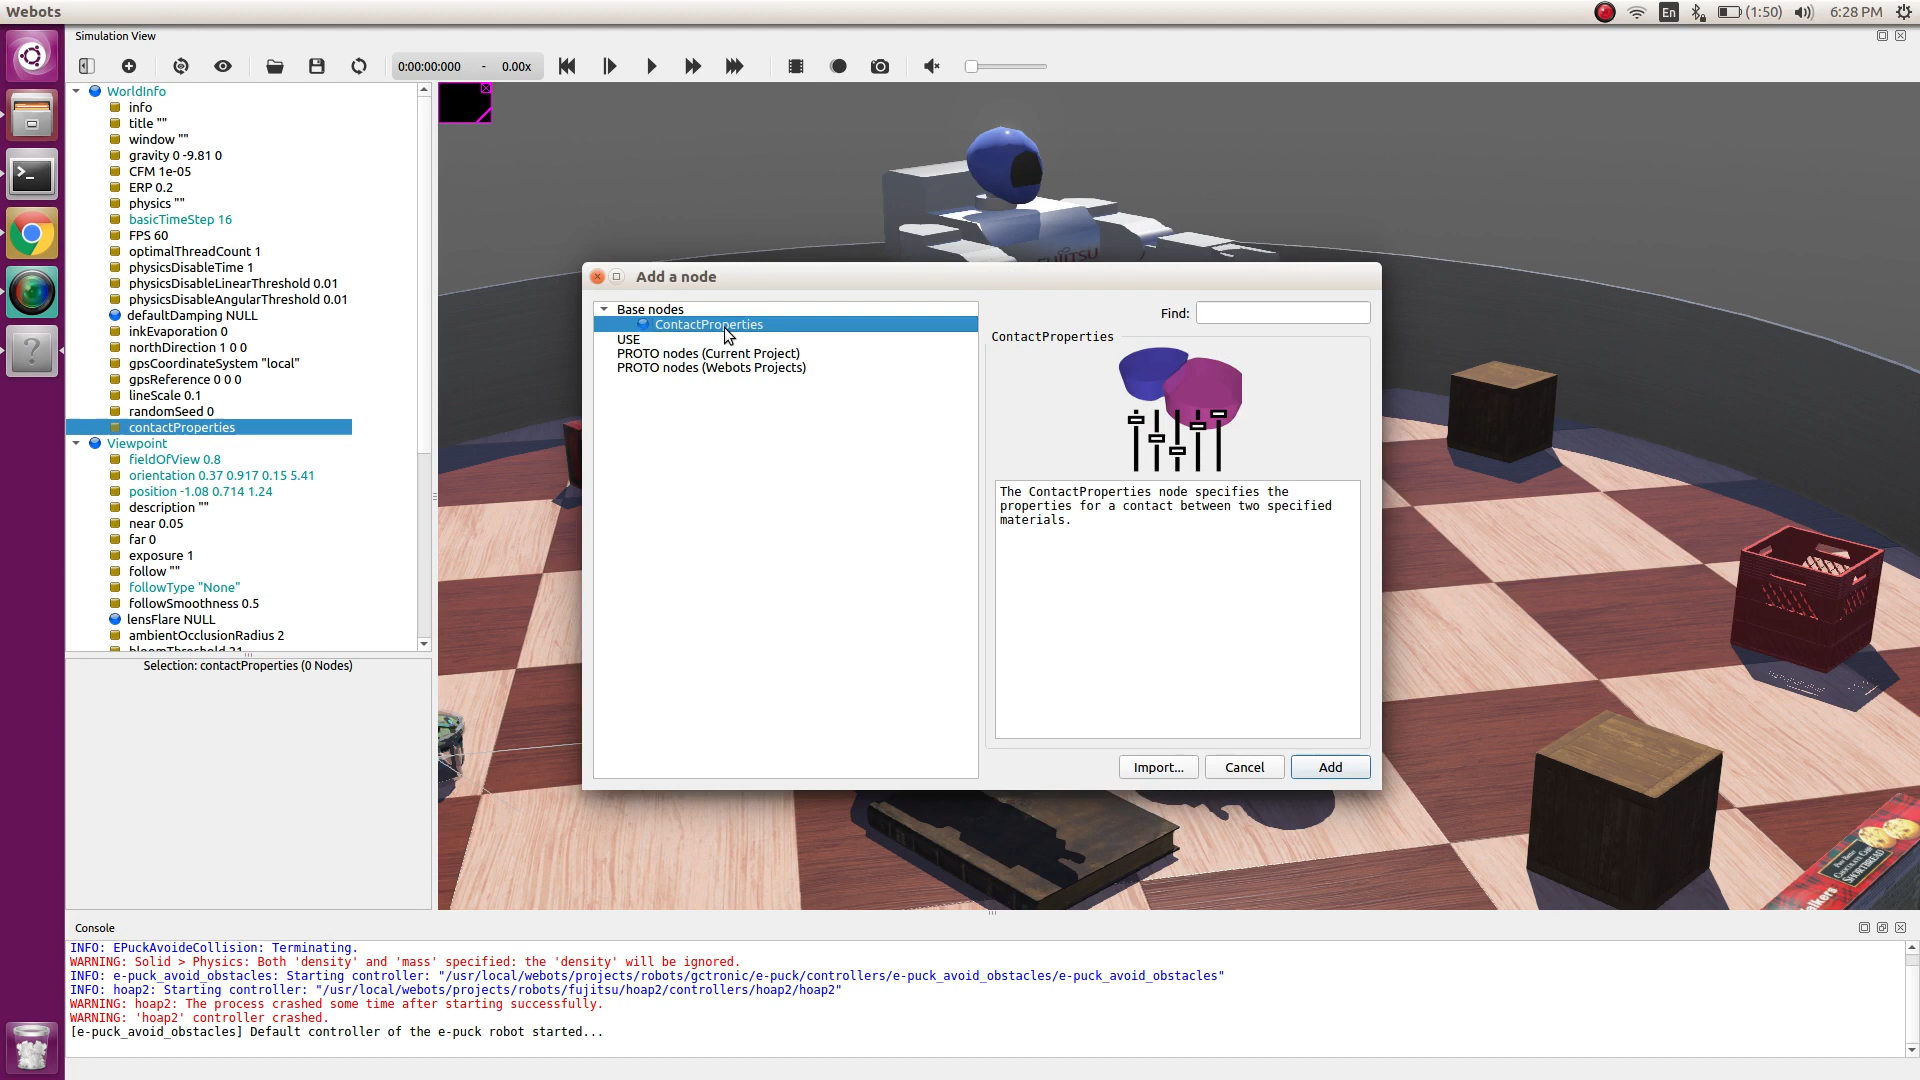 Webots
En
(1:50)
6:28 PM
Simulation View
0:00:00:000 - 0.00x
WorldInfo
info
title ""
window ""
gravity 0 -9.81 0
CFM 1e-05
ERP 0.2
physics ""
basicTimeStep 16
FPS 60
optimalThreadCount 1
physicsDisableTime 1
physicsDisableLinearThreshold 0.01
physicsDisableAngularThreshold 0.01
defaultDamping NULL
inkEvaporation 0
northDirection 1 0 0
gpsCoordinateSystem "local"
gpsReference 0 0 0
lineScale 0.1
randomSeed 0
contactProperties
Viewpoint
fieldOfView 0.8
orientation 0.37 0.917 0.15 5.41
position -1.08 0.714 1.24
description ""
near 0.05
far 0
exposure 1
follow ""
followType "None"
followSmoothness 0.5
lensFlare NULL
ambientOcclusionRadius 2
bloomThreshold 21
Selection: contactProperties (0 Nodes)
FUJITSU
Add a node
Base nodes
ContactProperties
USE
PROTO nodes (Current Project)
PROTO nodes (Webots Projects)
Find:
ContactProperties
The ContactProperties node specifies the
properties for a contact between two specified
materials.
Import...
Cancel
Add
Walkers
CHOCOLATE CHIP
SHORTBREAD
Console
INFO: EPuckAvoideCollision: Terminating.
WARNING: Solid > Physics: Both 'density' and 'mass' specified: the 'density' will be ignored.
INFO: e-puck_avoid_obstacles: Starting controller: "/usr/local/webots/projects/robots/gctronic/e-puck/controllers/e-puck_avoid_obstacles/e-puck_avoid_obstacles"
INFO: hoap2: Starting controller: "/usr/local/webots/projects/robots/fujitsu/hoap2/controllers/hoap2/hoap2"
WARNING: hoap2: The process crashed some time after starting successfully.
WARNING: 'hoap2' controller crashed.
[e-puck_avoid_obstacles] Default controller of the e-puck robot started...